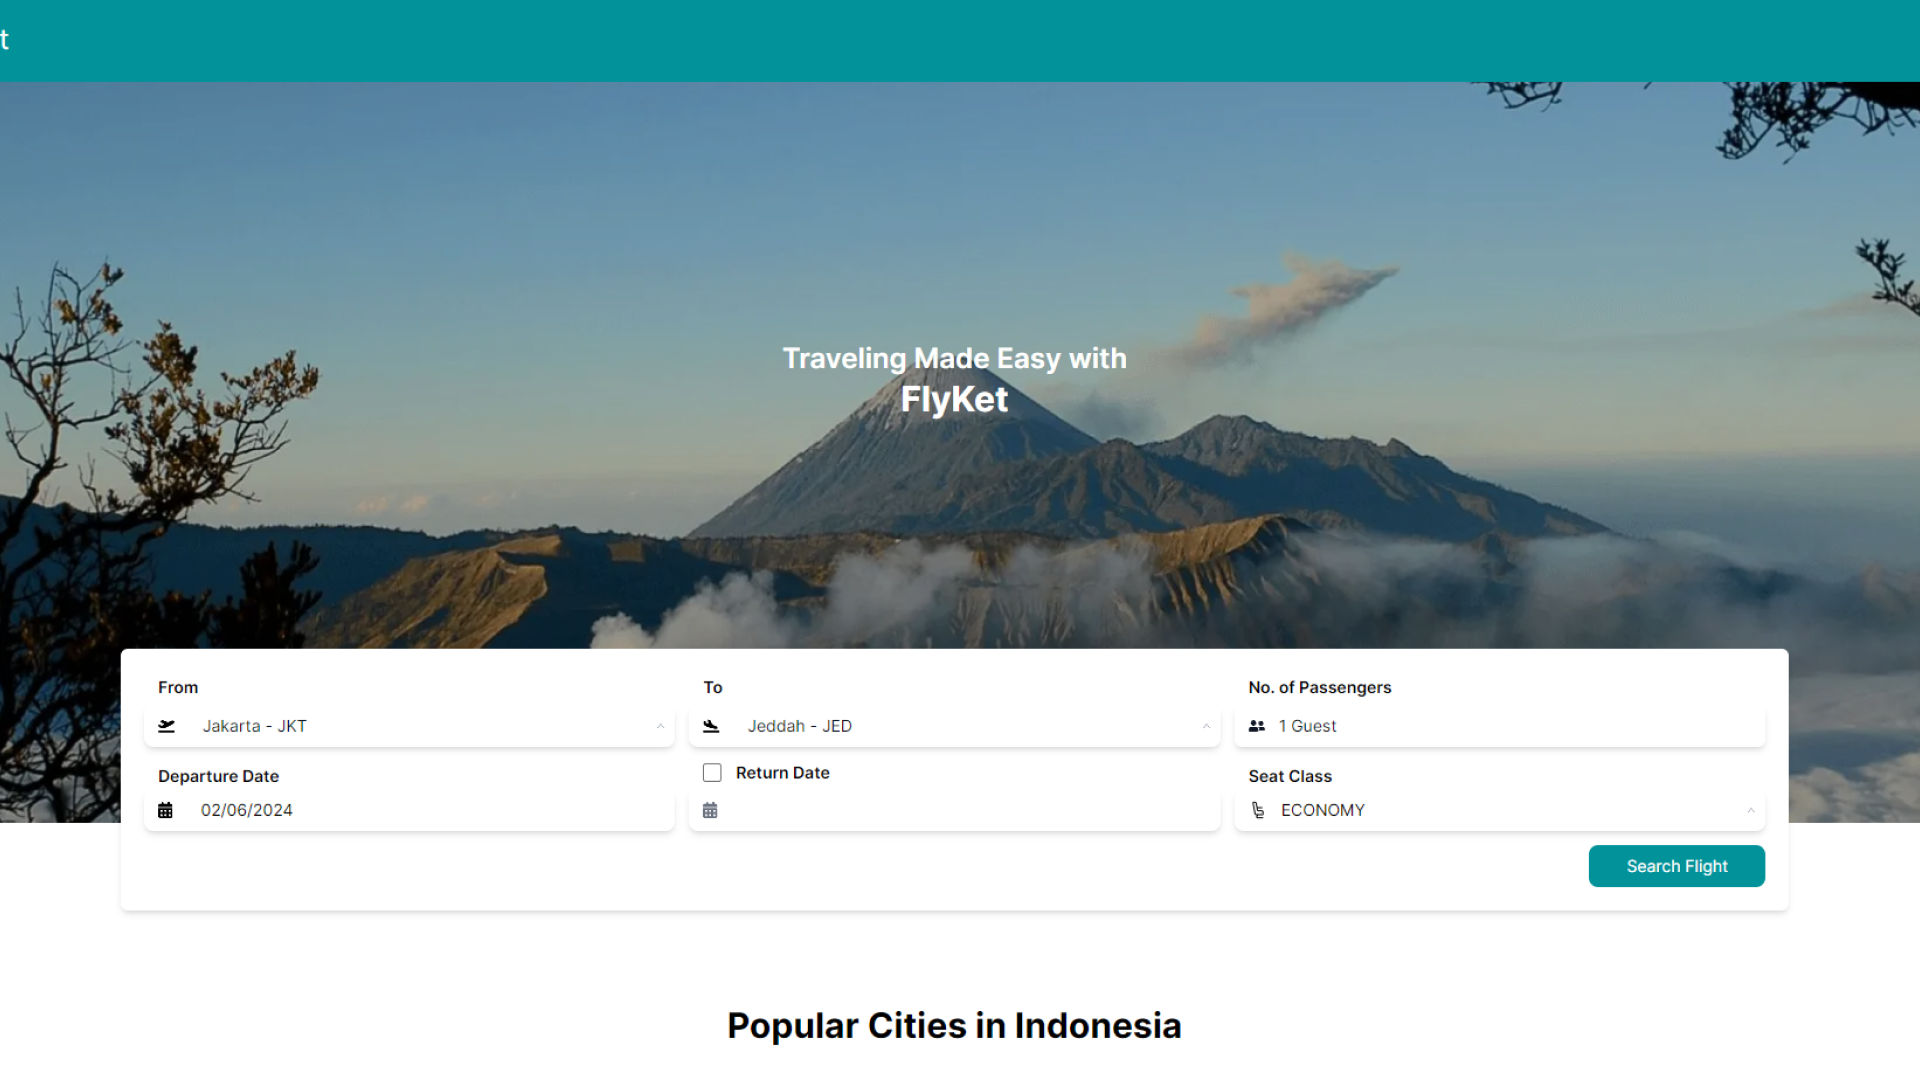 t
Traveling Made Easy with
FlyKet
From
To
No. of Passengers
Jakarta - JKT
Jeddah - JED
1 Guest
Departure Date
Return Date
Seat Class
02/06/2024
ECONOMY
Search Flight
Popular Cities in Indonesia